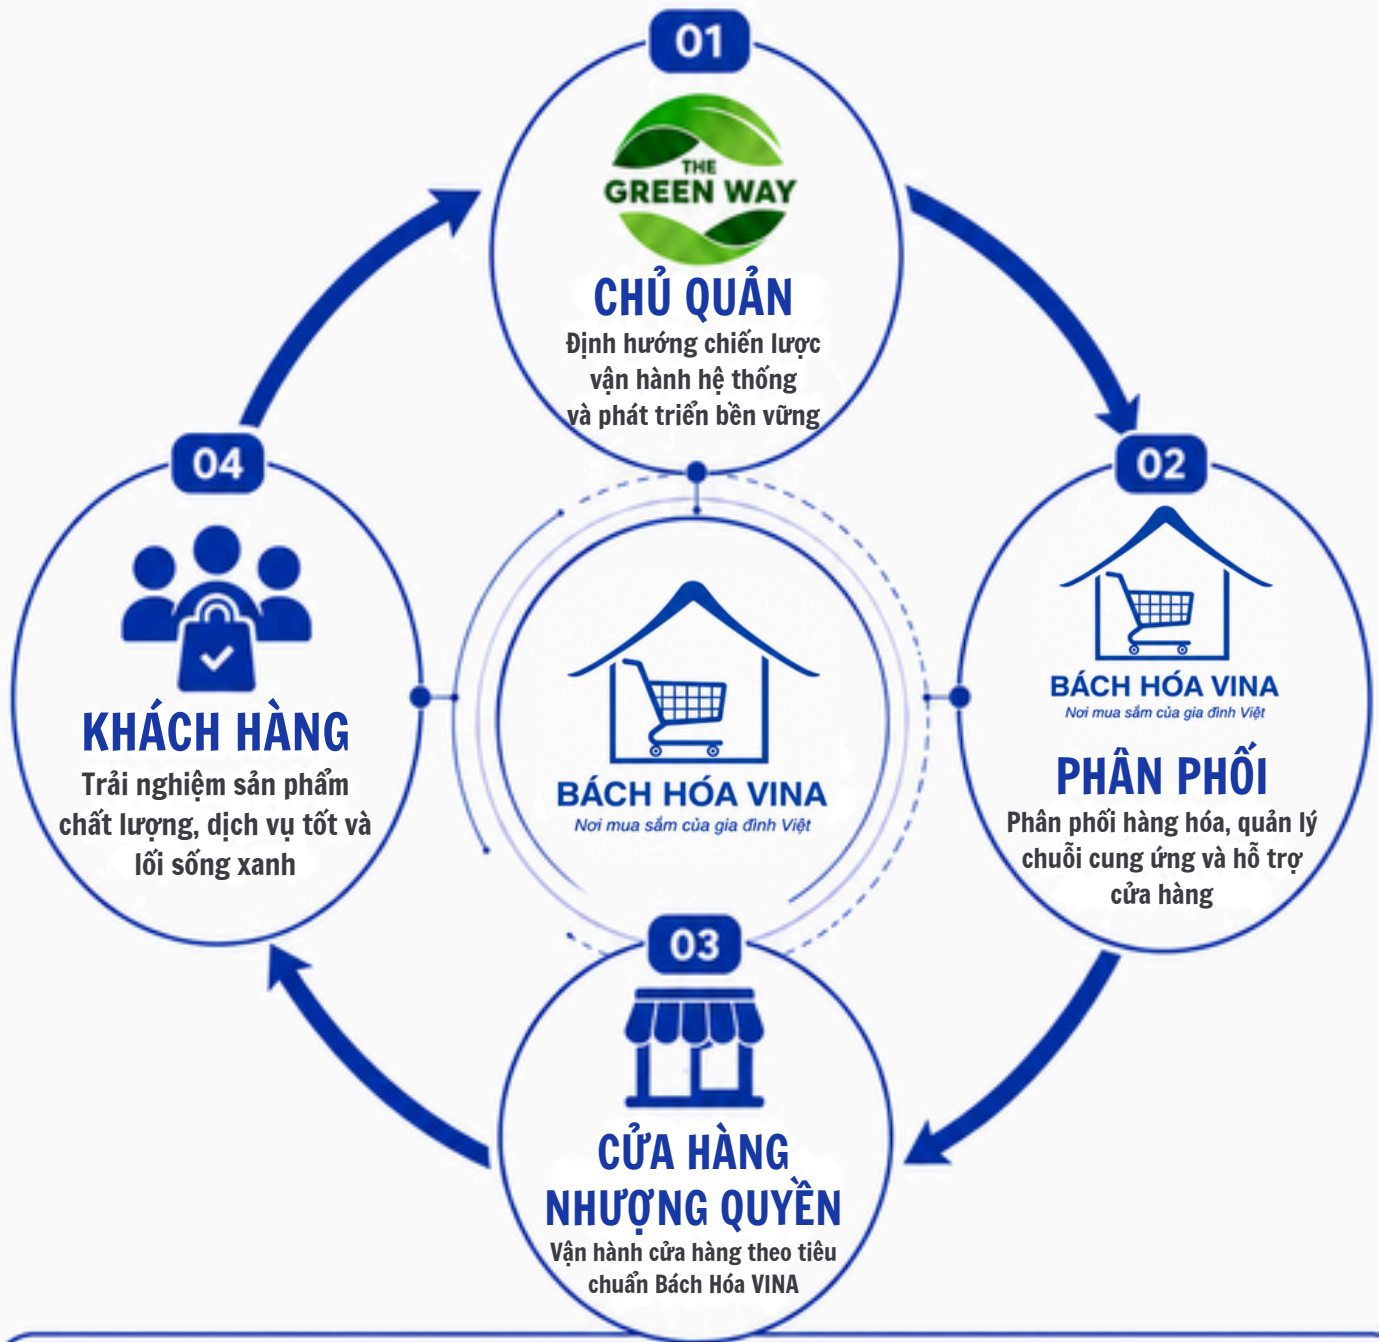 01
THE
GREEN WAY
CHỦ QUẢN
Định hướng chiến lược
vận hành hệ thống
và phát triển bền vững
02
BÁCH HÓA VINA
Nơi mua sắm của gia đình Việt
PHÂN PHỐI
Phân phối hàng hóa, quản lý
chuỗi cung ứng và hỗ trợ
cửa hàng
03
CỬA HÀNG
NHƯỢNG QUYỀN
Vận hành cửa hàng theo tiêu
chuẩn Bách Hóa VINA
04
KHÁCH HÀNG
Trải nghiệm sản phẩm
chất lượng, dịch vụ tốt và
lối sống xanh
BÁCH HÓA VINA
Nơi mua sắm của gia đình Việt